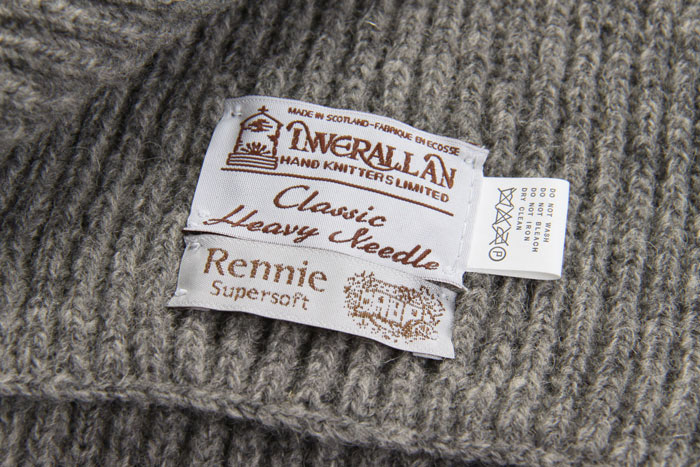 MADE IN SCOTLAND-FABRIQUE EN ECOSSE
INVERALLAN
HAND KNITTERS LIMITED
Classic
Heavy Needle
Rennie
Supersoft
DO NOT WASH
DO NOT BLEACH
DO NOT IRON
DRY CLEAN
P